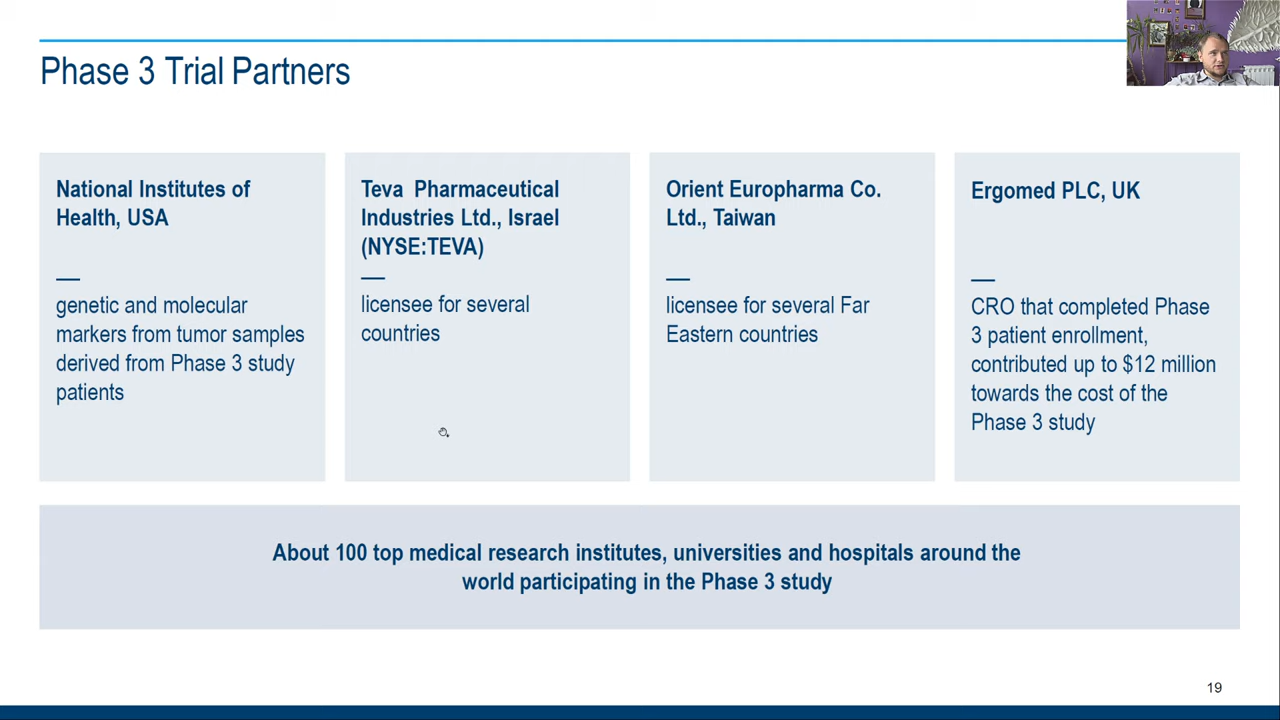 Phase 3 Trial Partners
National Institutes of
Health, USA
genetic and molecular
markers from tumor samples
derived from Phase 3 study
patients
Teva Pharmaceutical
Industries Ltd., Israel
(NYSE:TEVA)
licensee for several
countries
Orient Europharma Co.
Ltd., Taiwan
licensee for several Far
Eastern countries
Ergomed PLC, UK
CRO that completed Phase
3 patient enrollment,
contributed up to $12 million
towards the cost of the
Phase 3 study
About 100 top medical research institutes, universities and hospitals around the
world participating in the Phase 3 study
19